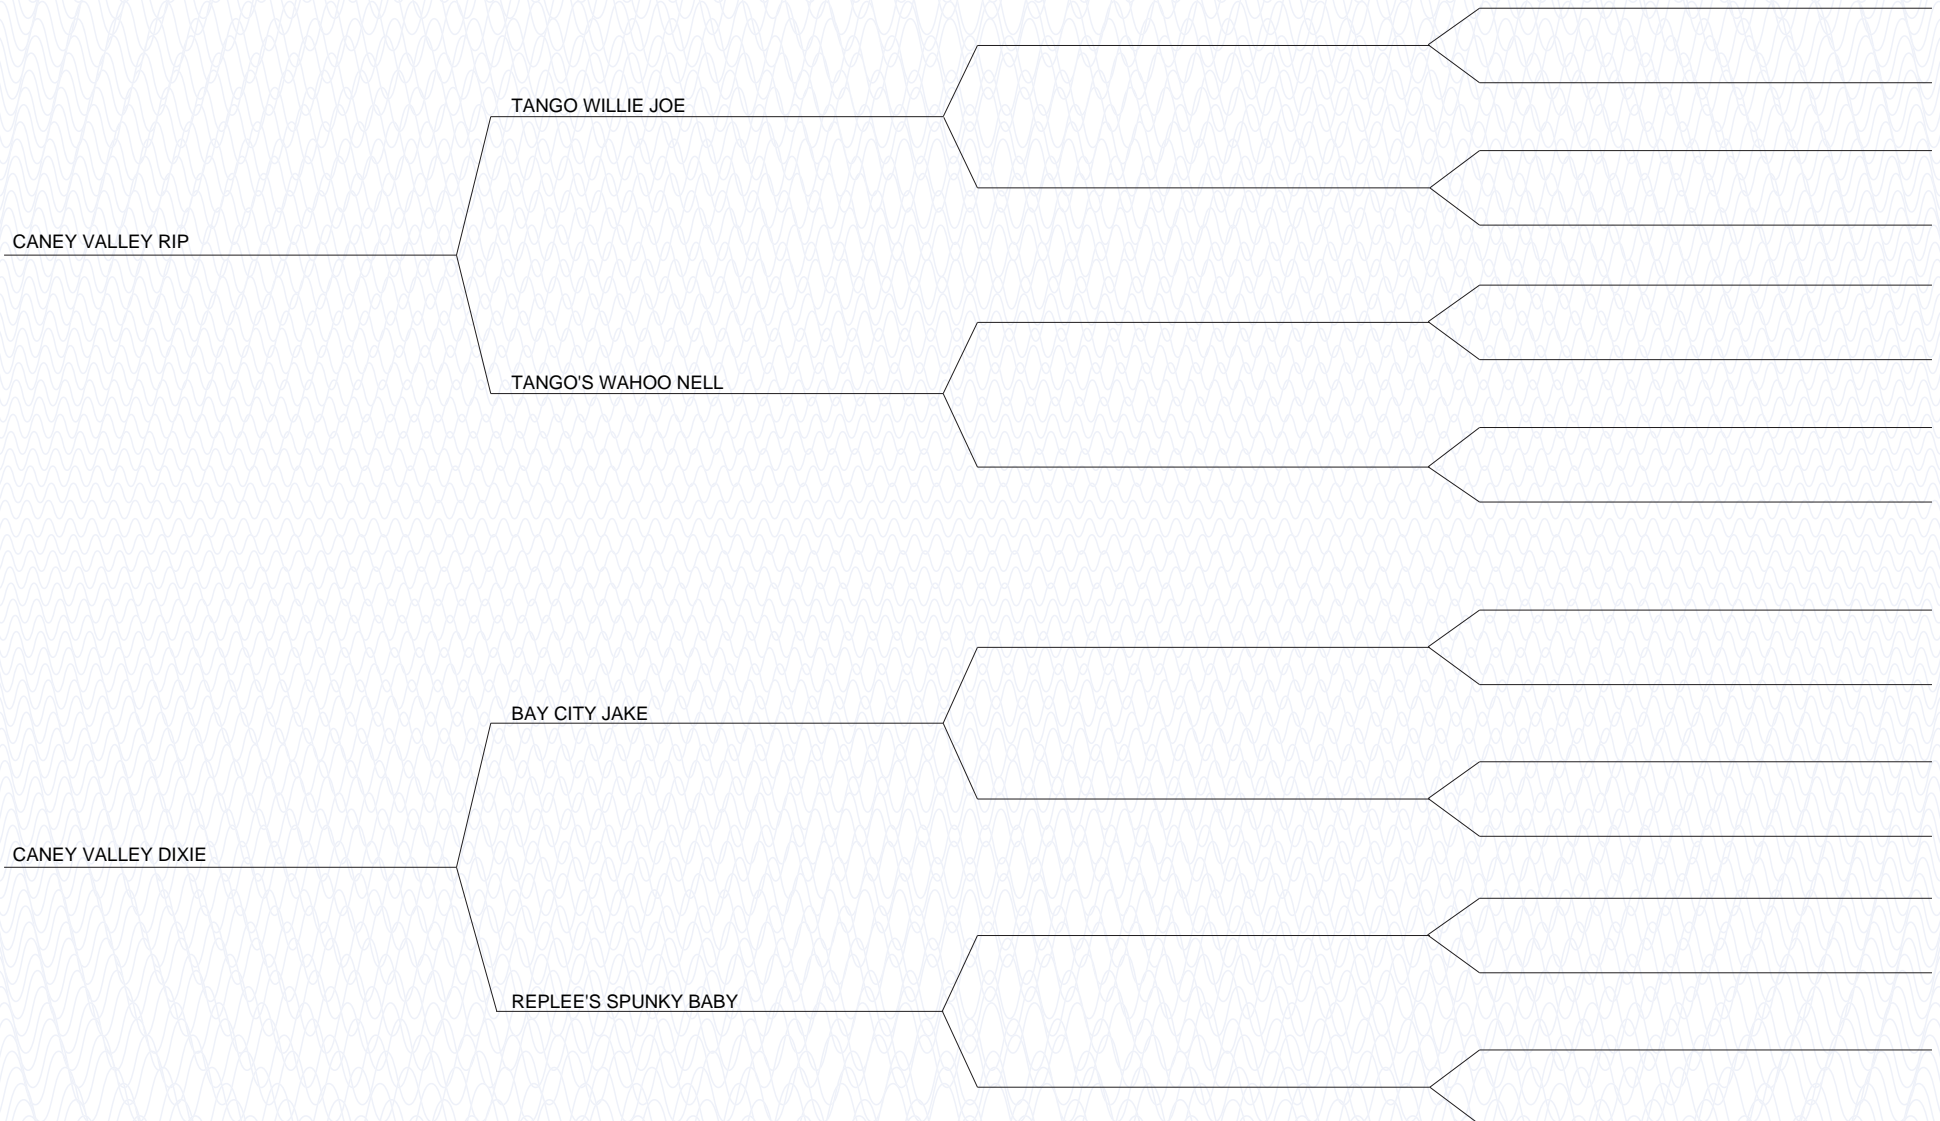 TANGO WILLIE JOE
CANEY VALLEY RIP
TANGO'S WAHOO NELL
BAY CITY JAKE
CANEY VALLEY DIXIE
REPLEE'S SPUNKY BABY